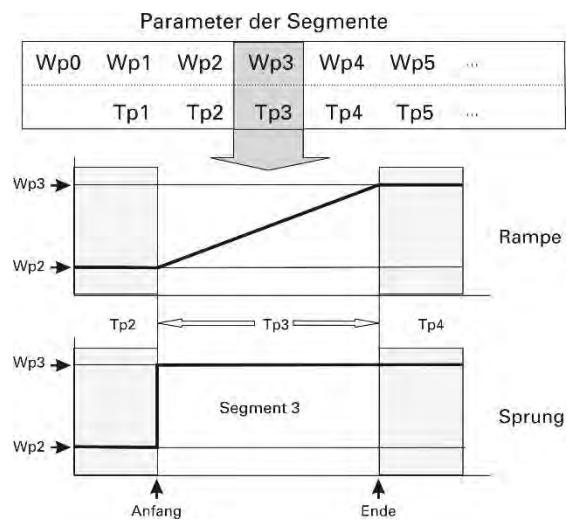 Parameter der Segmente
Wp0 Wp1 Wp2 Wp3 Wp4 Wp5 ...
Tp1 Tp2 Tp3 Tp4 Tp5 ...
Wp3
Wp2
Rampe
Tp2 Tp3 Tp4
Wp3
Segment 3
Sprung
Wp2
Anfang Ende